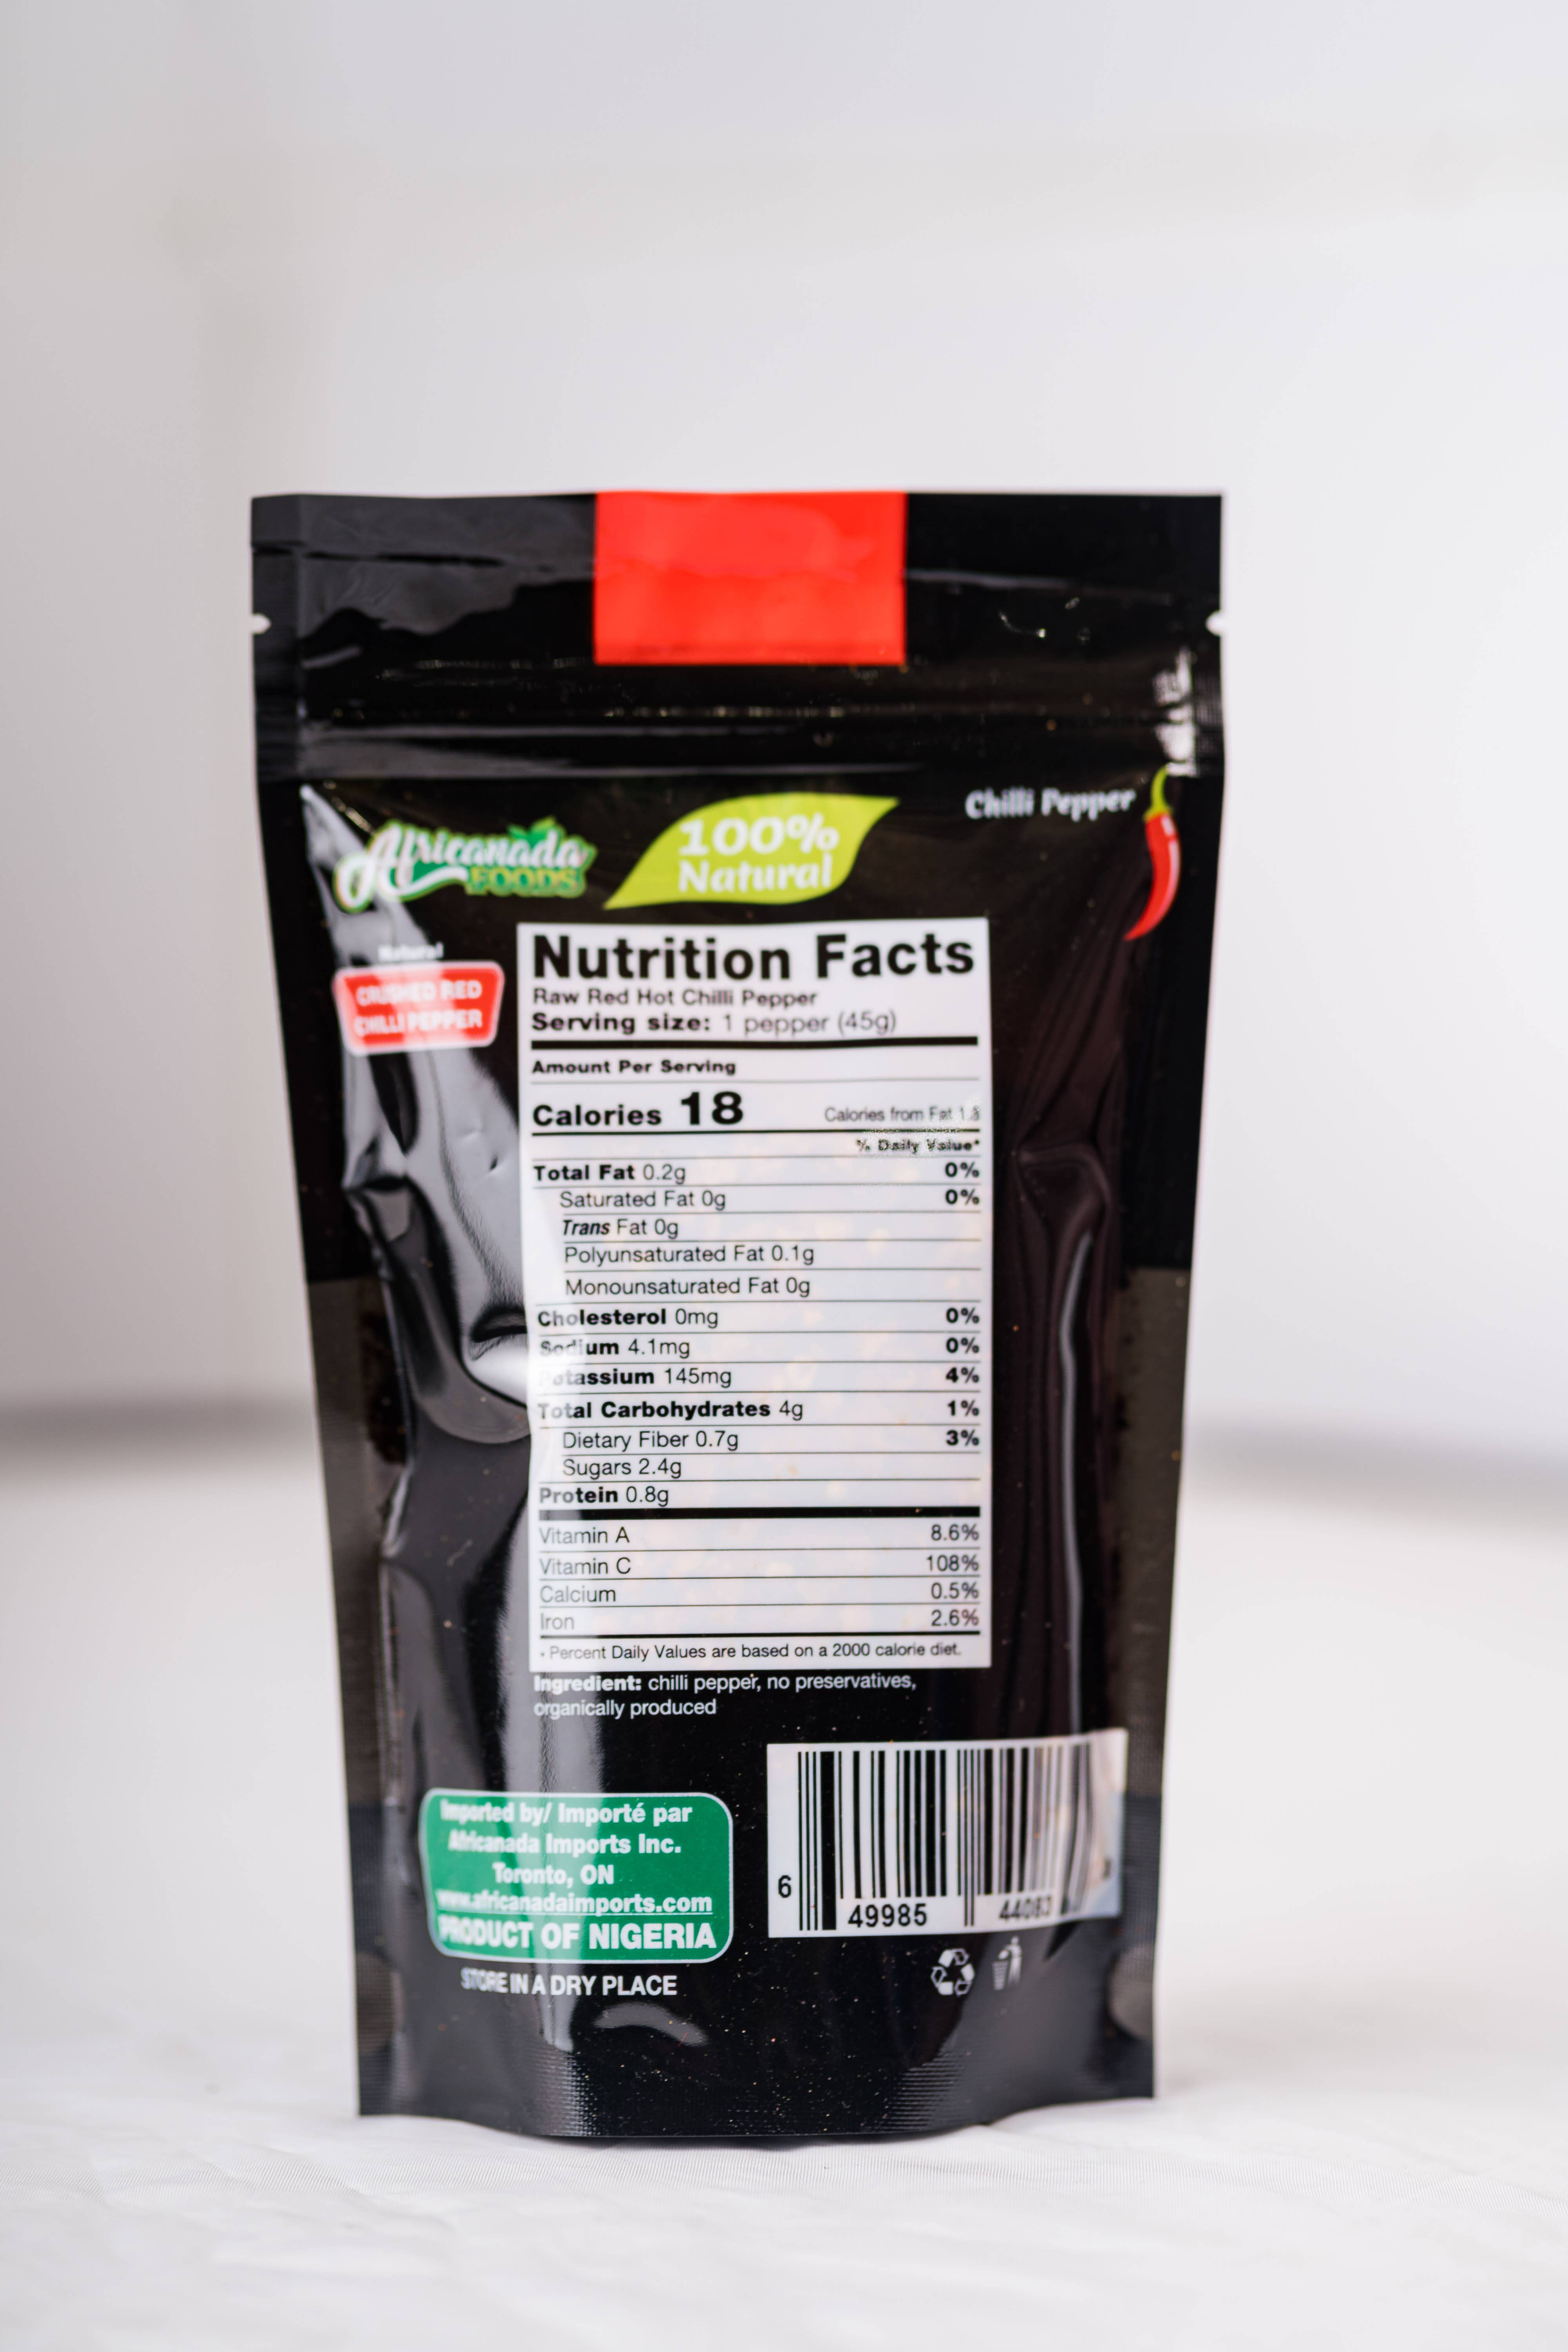 Africanada
FOODS
100%
Natural
Chilli Pepper
Natural
CRUSHED RED
CHILLI PEPPER
Nutrition Facts
Raw Red Hot Chilli Pepper
Serving size: 1 pepper (45g)
Amount Per Serving
Calories 18 Calories from Fat 1.8
% Daily Value*
Total Fat 0.2g 0%
Saturated Fat 0g 0%
Trans Fat 0g
Polyunsaturated Fat 0.1g
Monounsaturated Fat 0g
Cholesterol 0mg 0%
Sodium 4.1mg 0%
Potassium 145mg 4%
Total Carbohydrates 4g 1%
Dietary Fiber 0.7g 3%
Sugars 2.4g
Protein 0.8g
Vitamin A 8.6%
Vitamin C 108%
Calcium 0.5%
Iron 2.6%
• Percent Daily Values are based on a 2000 calorie diet.
Ingredient: chilli pepper, no preservatives,
organically produced
Imported by/ Importé par
Africanada Imports Inc.
Toronto, ON
www.africanadaimports.com
PRODUCT OF NIGERIA
STORE IN A DRY PLACE
6 49985 44083